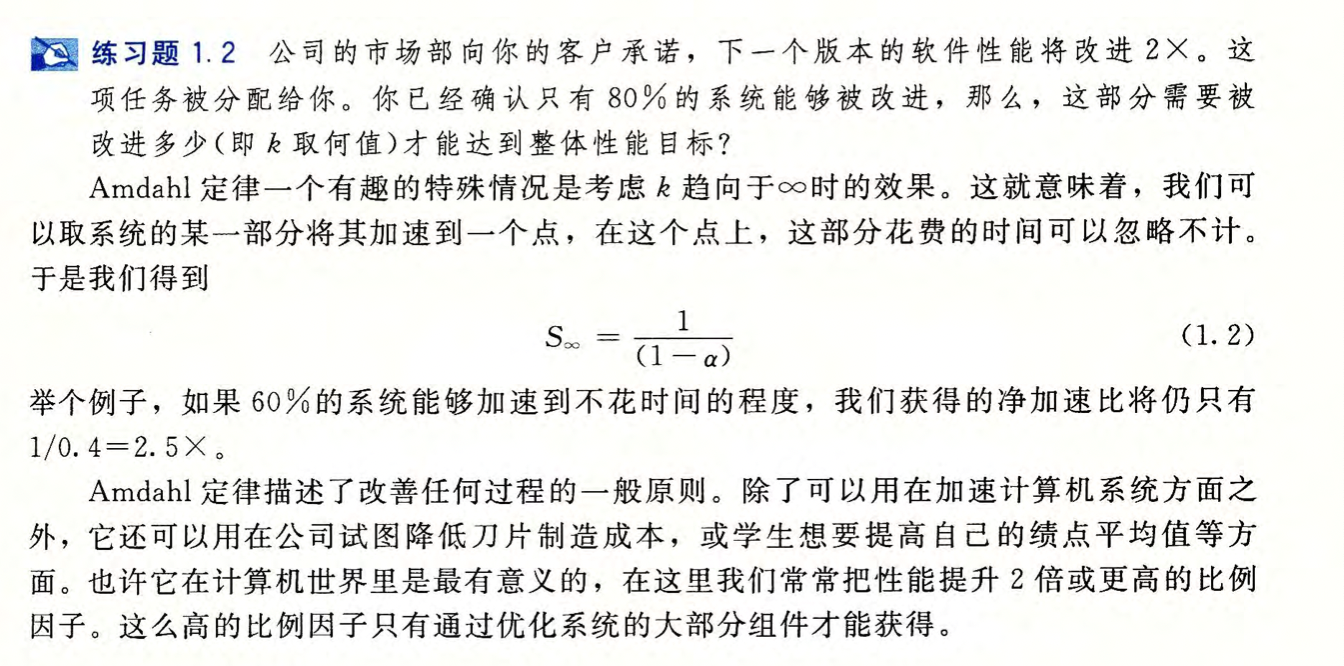 练习题 1.2 公司的市场部向你的客户承诺，下一个版本的软件性能将改进 2×。这
项任务被分配给你。你已经确认只有 80%的系统能够被改进，那么，这部分需要被
改进多少(即 k 取何值)才能达到整体性能目标？
Amdahl 定律一个有趣的特殊情况是考虑 k 趋向于∞时的效果。这就意味着，我们可
以取系统的某一部分将其加速到一个点，在这个点上，这部分花费的时间可以忽略不计。
于是我们得到
S∞ = 1/(1-α) (1.2)
举个例子，如果 60%的系统能够加速到不花时间的程度，我们获得的净加速比将仍只有
1/0.4=2.5×。
Amdahl 定律描述了改善任何过程的一般原则。除了可以用在加速计算机系统方面之
外，它还可以用在公司试图降低刀片制造成本，或学生想要提高自己的绩点平均值等方
面。也许它在计算机世界里是最有意义的，在这里我们常常把性能提升 2 倍或更高的比例
因子。这么高的比例因子只有通过优化系统的大部分组件才能获得。